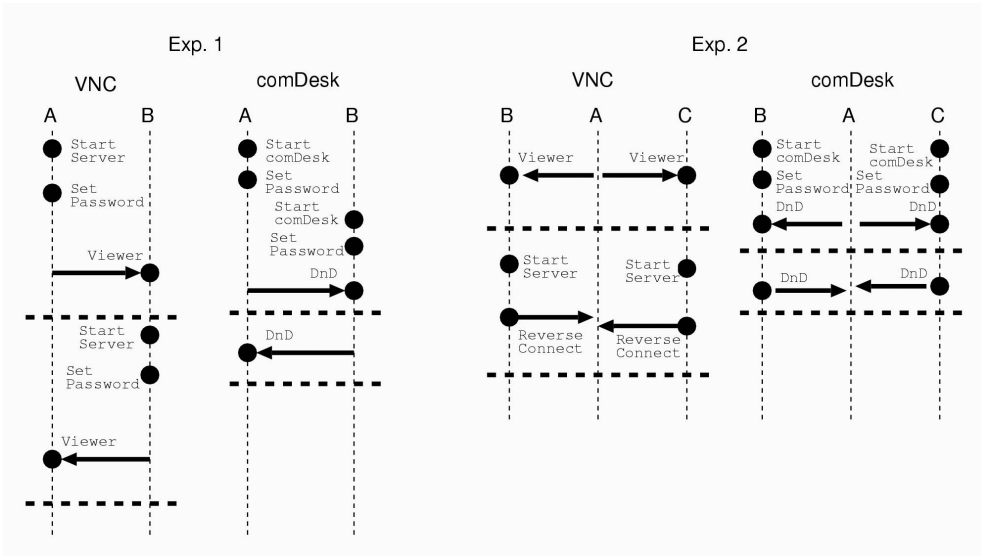 Exp. 1
VNC
A B
Start
Server
Set
Password
Viewer
Start
Server
Set
Password
Viewer
comDesk
A B
Start
comDesk
Set
Password
Start
comDesk
Set
Password
DnD
DnD
Exp. 2
VNC
B A C
Viewer Viewer
Start
Server
Start
Server
Reverse
Connect
Reverse
Connect
comDesk
B A C
Start
comDesk
Start
comDesk
Set
Password
Set
Password
DnD DnD
DnD DnD